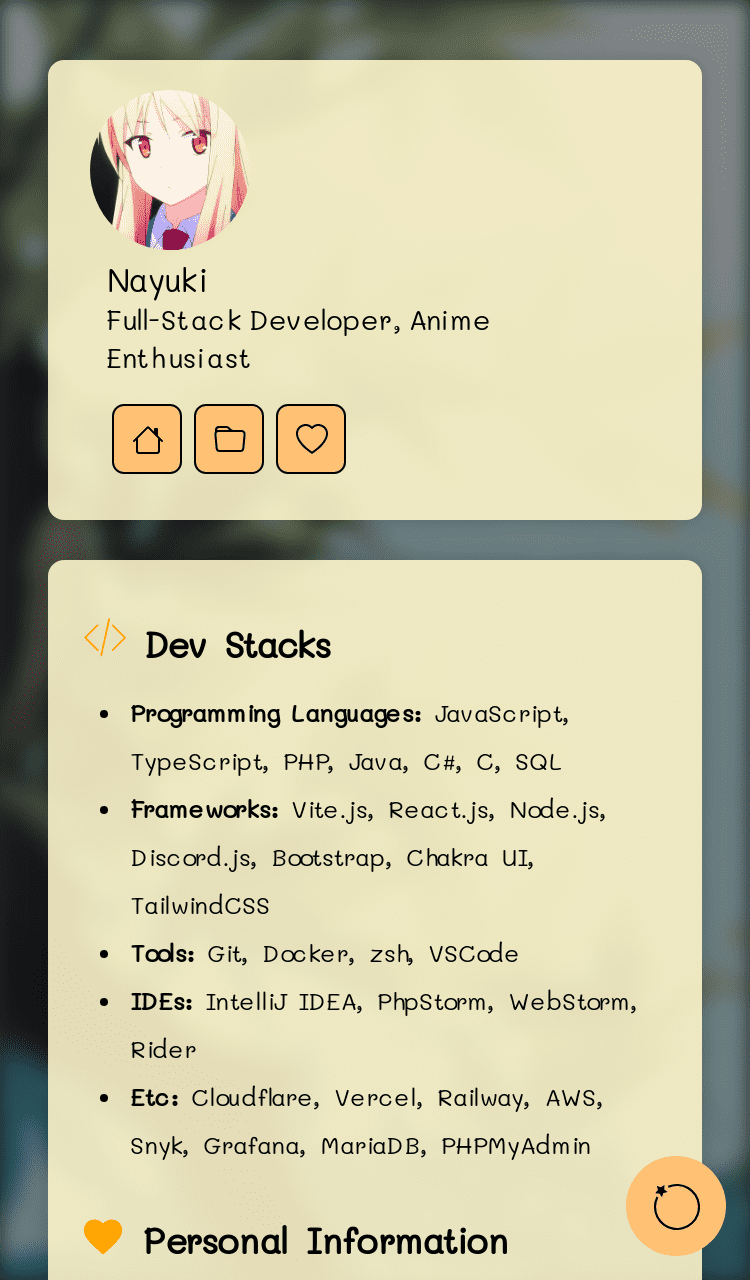 Nayuki
Full-Stack Developer, Anime
Enthusiast
Dev Stacks
Programming Languages: JavaScript,
TypeScript, PHP, Java, C#, C, SQL
Frameworks: Vite.js, React.js, Node.js,
Discord.js, Bootstrap, Chakra UI,
TailwindCSS
Tools: Git, Docker, zsh, VSCode
IDEs: IntelliJ IDEA, PhpStorm, WebStorm,
Rider
Etc: Cloudflare, Vercel, Railway, AWS,
Snyk, Grafana, MariaDB, PHPMyAdmin
Personal Information